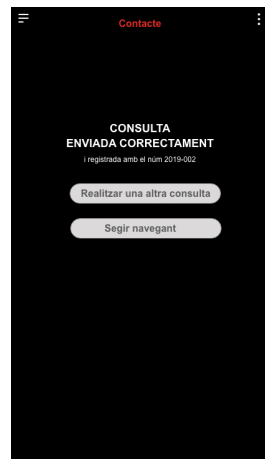 Contacte
CONSULTA
ENVIADA CORRECTAMENT
i registrada amb el núm 2019-002
Realitzar una altra consulta
Segir navegant